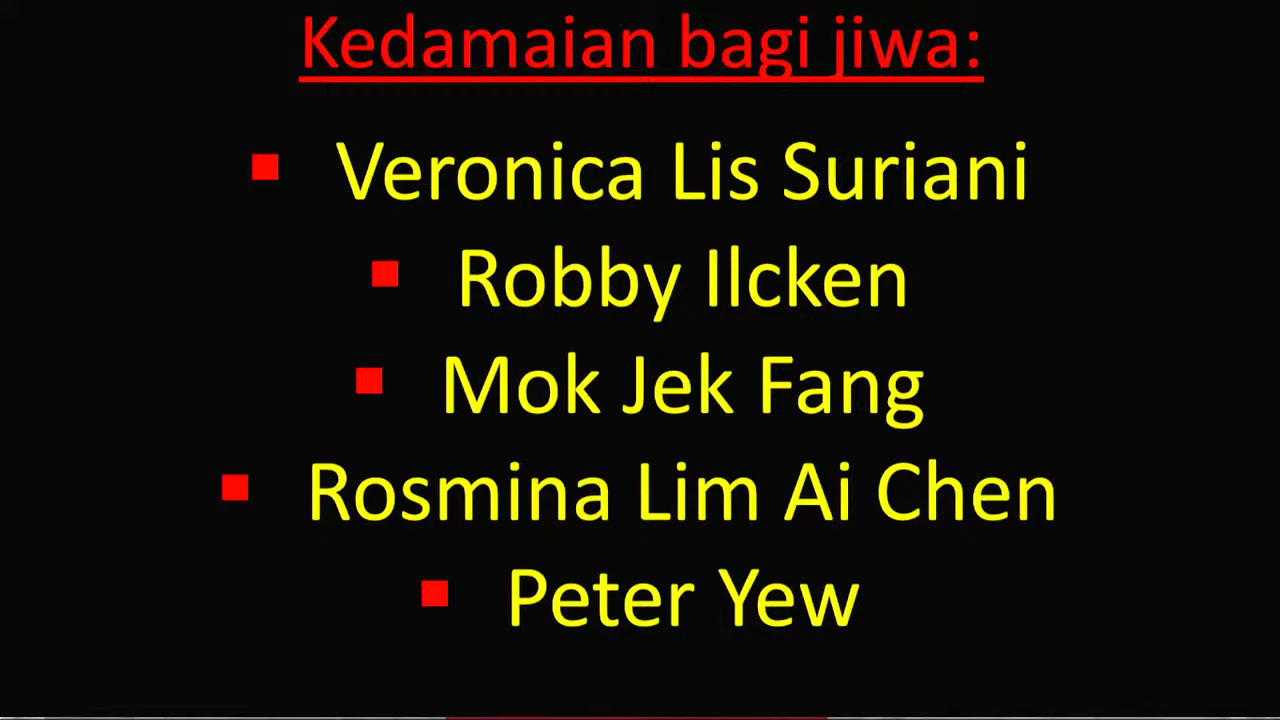 Kedamaian bagi jiwa:
▪ Veronica Lis Suriani
▪ Robby Ilcken
▪ Mok Jek Fang
▪ Rosmina Lim Ai Chen
▪ Peter Yew